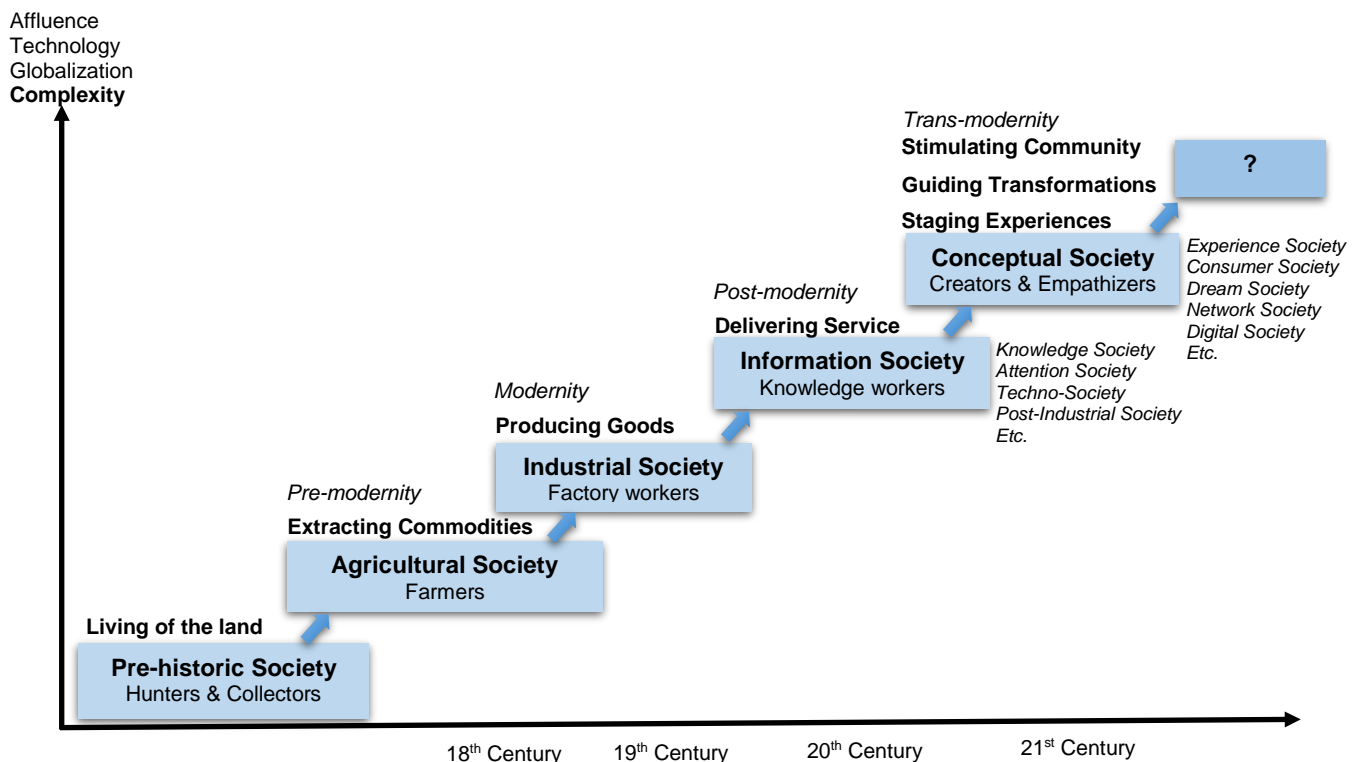 Affluence
Technology
Globalization
Complexity
Trans-modernity
Stimulating Community
?
Guiding Transformations
Staging Experiences
Conceptual Society
Creators & Empathizers
Experience Society
Consumer Society
Dream Society
Network Society
Digital Society
Etc.
Post-modernity
Delivering Service
Information Society
Knowledge workers
Knowledge Society
Attention Society
Techno-Society
Post-Industrial Society
Etc.
Modernity
Producing Goods
Industrial Society
Factory workers
Pre-modernity
Extracting Commodities
Agricultural Society
Farmers
Living of the land
Pre-historic Society
Hunters & Collectors
18th Century
19th Century
20th Century
21st Century